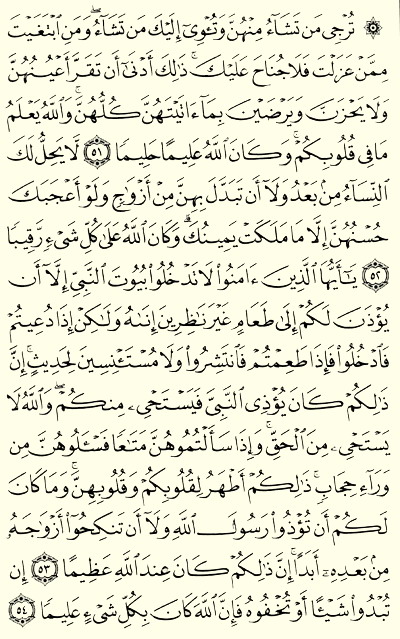 ۞ تُرْجِى مَن تَشَآءُ مِنْهُنَّ وَتُـْٔوِىٓ إِلَيْكَ مَن تَشَآءُ ۖ وَمَنِ ٱبْتَغَيْتَ
مِمَّنْ عَزَلْتَ فَلَا جُنَاحَ عَلَيْكَ ۚ ذَٰلِكَ أَدْنَىٰٓ أَن تَقَرَّ أَعْيُنُهُنَّ
وَلَا يَحْزَنَّ وَيَرْضَيْنَ بِمَآ ءَاتَيْتَهُنَّ كُلُّهُنَّ ۚ وَٱللَّهُ يَعْلَمُ
مَا فِى قُلُوبِكُمْ ۚ وَكَانَ ٱللَّهُ عَلِيمًا حَلِيمًا ٥١ لَّا يَحِلُّ لَكَ
ٱلنِّسَآءُ مِنۢ بَعْدُ وَلَآ أَن تَبَدَّلَ بِهِنَّ مِنْ أَزْوَٰجٍ وَلَوْ أَعْجَبَكَ
حُسْنُهُنَّ إِلَّا مَا مَلَكَتْ يَمِينُكَ ۗ وَكَانَ ٱللَّهُ عَلَىٰ كُلِّ شَىْءٍ رَّقِيبًا
٥٢ يَـٰٓأَيُّهَا ٱلَّذِينَ ءَامَنُوا۟ لَا تَدْخُلُوا۟ بُيُوتَ ٱلنَّبِىِّ إِلَّآ أَن
يُؤْذَنَ لَكُمْ إِلَىٰ طَعَامٍ غَيْرَ نَـٰظِرِينَ إِنَىٰهُ وَلَـٰكِنْ إِذَا دُعِيتُمْ
فَٱدْخُلُوا۟ فَإِذَا طَعِمْتُمْ فَٱنتَشِرُوا۟ وَلَا مُسْتَـْٔنِسِينَ لِحَدِيثٍ ۚ إِنَّ
ذَٰلِكُمْ كَانَ يُؤْذِى ٱلنَّبِىَّ فَيَسْتَحْىِۦ مِنكُمْ ۖ وَٱللَّهُ لَا
يَسْتَحْىِۦ مِنَ ٱلْحَقِّ ۚ وَإِذَا سَأَلْتُمُوهُنَّ مَتَـٰعًا فَسْـَٔلُوهُنَّ مِن
وَرَآءِ حِجَابٍ ۚ ذَٰلِكُمْ أَطْهَرُ لِقُلُوبِكُمْ وَقُلُوبِهِنَّ ۚ وَمَا كَانَ
لَكُمْ أَن تُؤْذُوا۟ رَسُولَ ٱللَّهِ وَلَآ أَن تَنكِحُوٓا۟ أَزْوَٰجَهُۥ
مِنۢ بَعْدِهِۦٓ أَبَدًا ۚ إِنَّ ذَٰلِكُمْ كَانَ عِندَ ٱللَّهِ عَظِيمًا ٥٣ إِن
تُبْدُوا۟ شَيْـًٔا أَوْ تُخْفُوهُ فَإِنَّ ٱللَّهَ كَانَ بِكُلِّ شَىْءٍ عَلِيمًا ٥٤